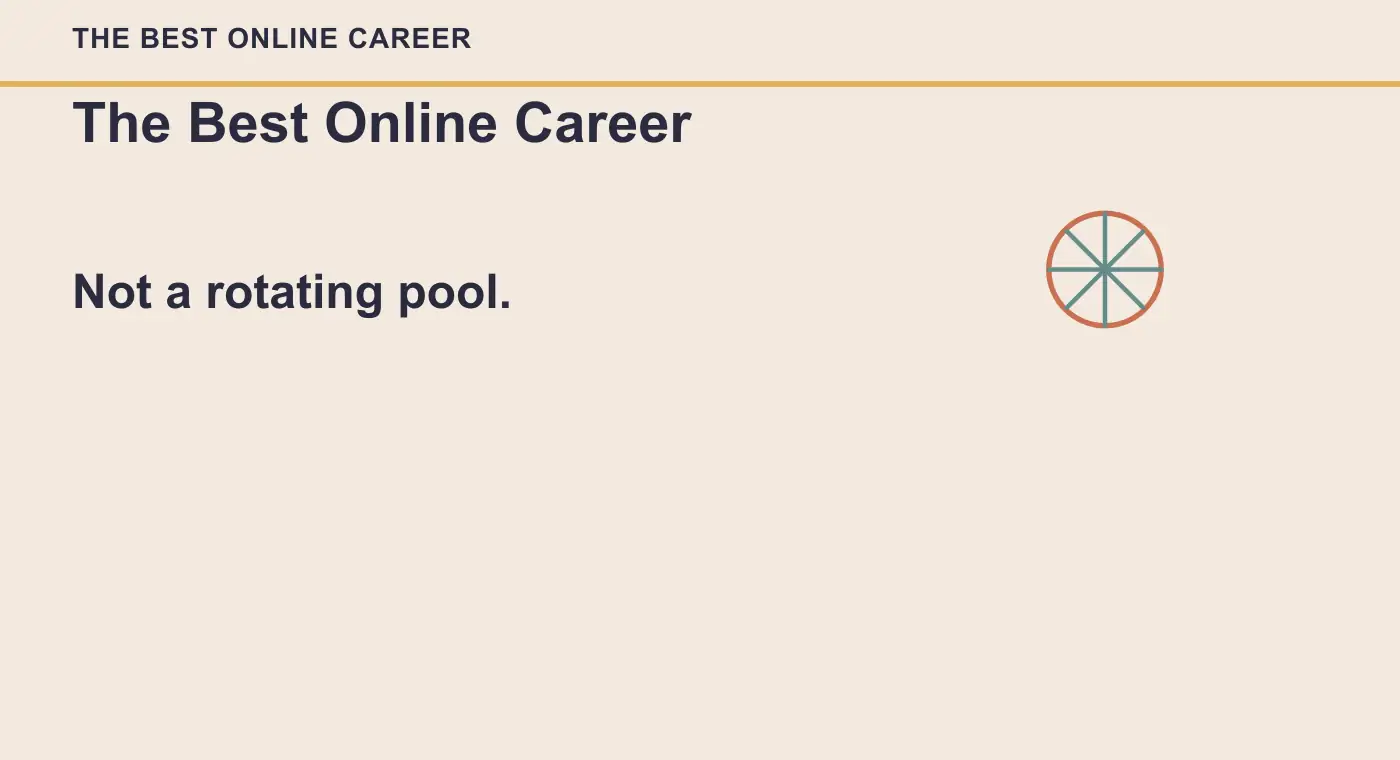 THE BEST ONLINE CAREER
The Best Online Career
Not a rotating pool.